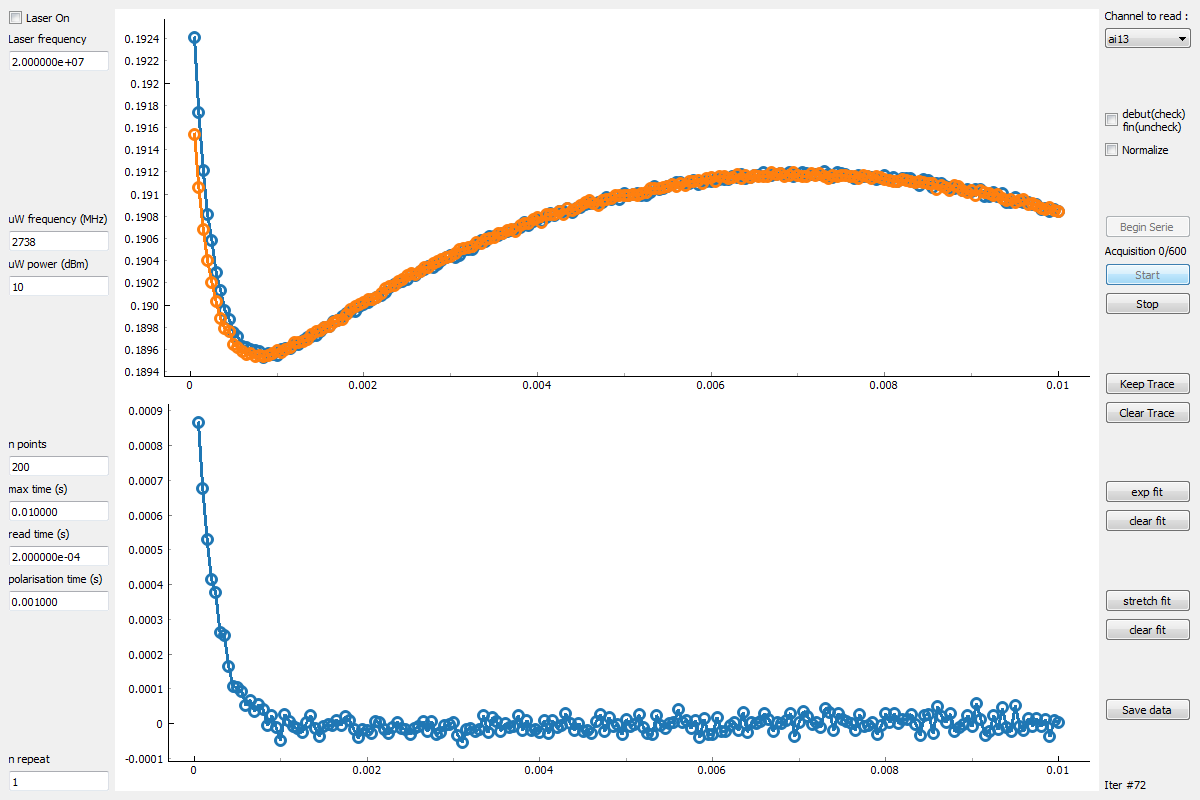 Laser On
Laser frequency
2.000000e+07
uW frequency (MHz)
2738
uW power (dBm)
10
n points
200
max time (s)
0.010000
read time (s)
2.000000e-04
polarisation time (s)
0.001000
n repeat
1
0.1924
0.1922
0.192
0.1918
0.1916
0.1914
0.1912
0.191
0.1908
0.1906
0.1904
0.1902
0.190
0.1898
0.1896
0.1894
0 0.002 0.004 0.006 0.008 0.01
0.0009
0.0008
0.0007
0.0006
0.0005
0.0004
0.0003
0.0002
0.0001
0
-0.0001
0 0.002 0.004 0.006 0.008 0.01
Channel to read :
ai13
debut(check)
fin(uncheck)
Normalize
Begin Serie
Acquisition 0/600
Start
Stop
Keep Trace
Clear Trace
exp fit
clear fit
stretch fit
clear fit
Save data
Iter #72